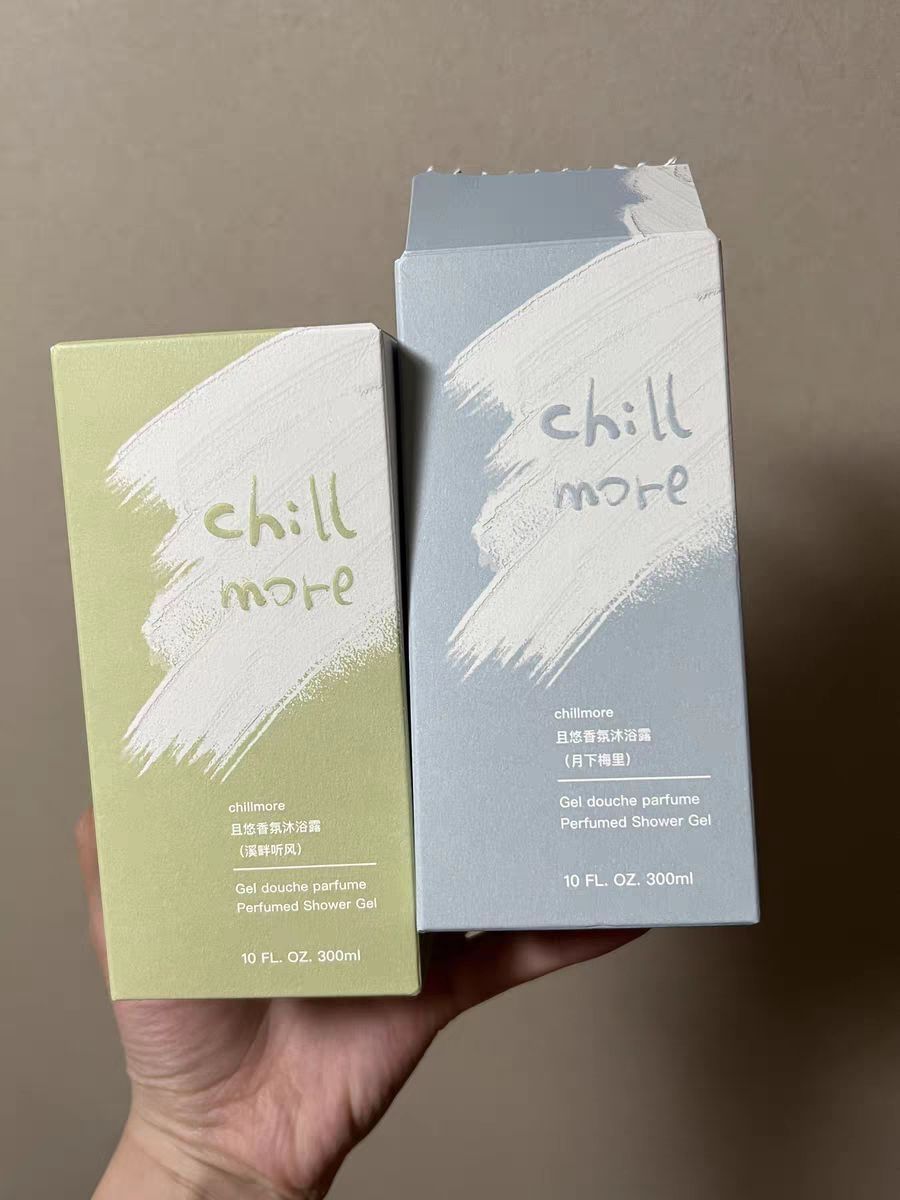 chill
more
chillmore
且悠香氛沐浴露
（溪畔听风）
Gel douche parfume
Perfumed Shower Gel
10 FL. OZ. 300ml
chill
more
chillmore
且悠香氛沐浴露
（月下梅里）
Gel douche parfume
Perfumed Shower Gel
10 FL. OZ. 300ml